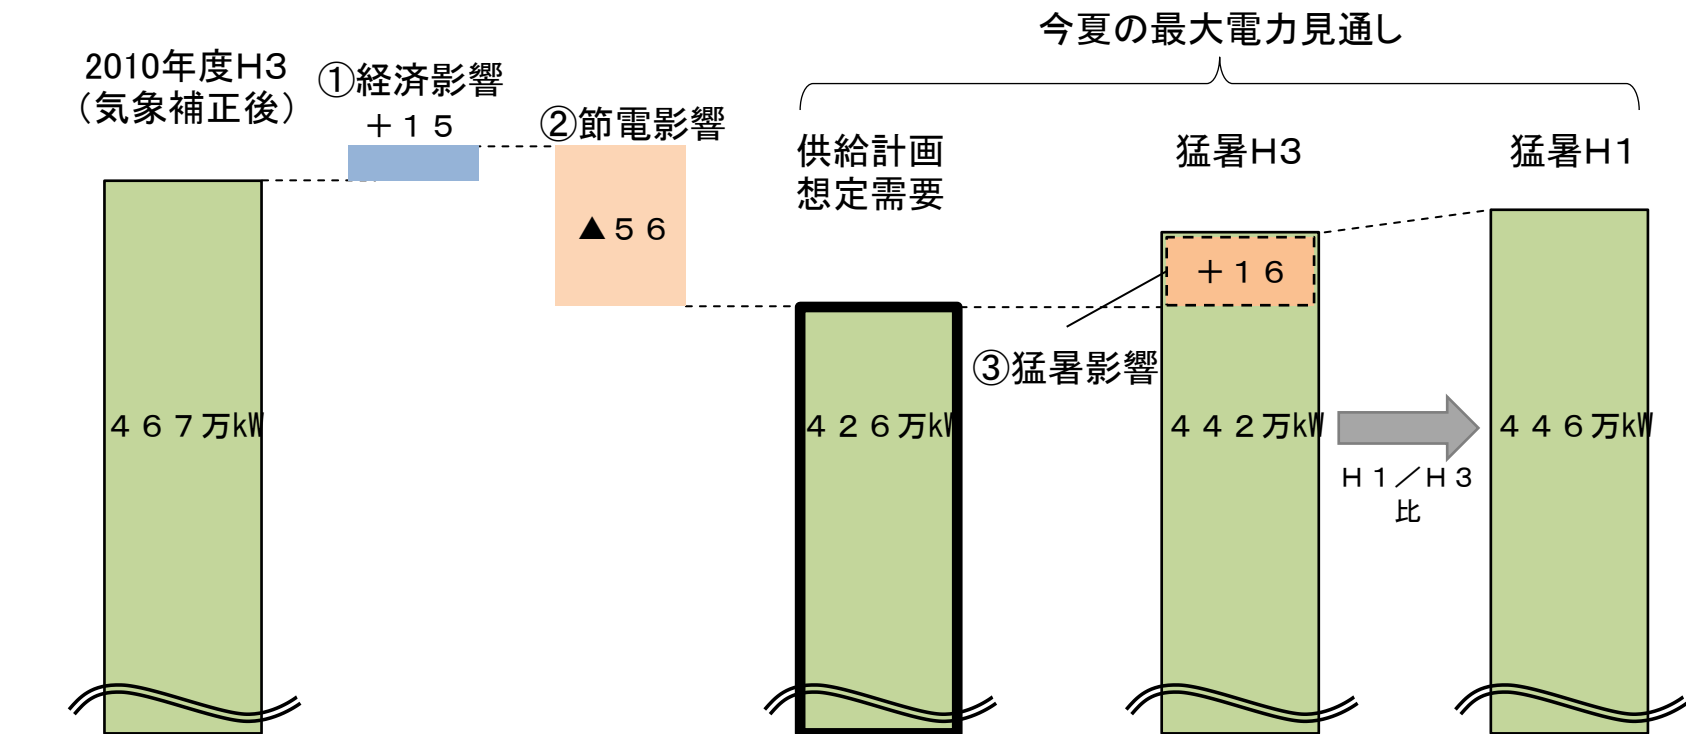 今夏の最大電力見通し
2010年度H3
（気象補正後）
①経済影響
＋１５
②節電影響
▲５６
供給計画
想定需要
猛暑H3
猛暑H1
＋１６
③猛暑影響
４６７万kW
４２６万kW
４４２万kW
４４６万kW
Ｈ１／Ｈ３
比